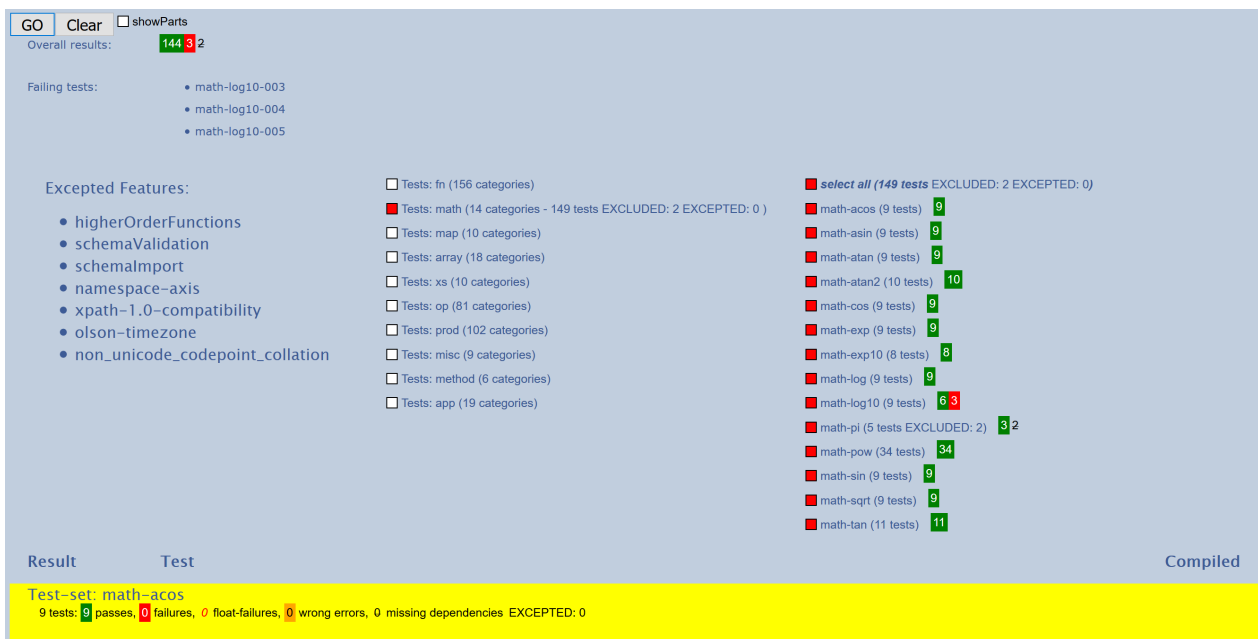 GO Clear showParts
Overall results: 144 3 2
Failing tests: • math-log10-003
• math-log10-004
• math-log10-005
Excepted Features:
• higherOrderFunctions
• schemaValidation
• schemaImport
• namespace-axis
• xpath-1.0-compatibility
• olson-timezone
• non_unicode_codepoint_collation
Tests: fn (156 categories)
Tests: math (14 categories - 149 tests EXCLUDED: 2 EXCEPTED: 0 )
Tests: map (10 categories)
Tests: array (18 categories)
Tests: xs (10 categories)
Tests: op (81 categories)
Tests: prod (102 categories)
Tests: misc (9 categories)
Tests: method (6 categories)
Tests: app (19 categories)
select all (149 tests EXCLUDED: 2 EXCEPTED: 0)
math-acos (9 tests) 9
math-asin (9 tests) 9
math-atan (9 tests) 9
math-atan2 (10 tests) 10
math-cos (9 tests) 9
math-exp (9 tests) 9
math-exp10 (8 tests) 8
math-log (9 tests) 9
math-log10 (9 tests) 6 3
math-pi (5 tests EXCLUDED: 2) 3 2
math-pow (34 tests) 34
math-sin (9 tests) 9
math-sqrt (9 tests) 9
math-tan (11 tests) 11
Result Test Compiled
Test-set: math-acos
9 tests: 9 passes, 0 failures, 0 float-failures, 0 wrong errors, 0 missing dependencies EXCEPTED: 0